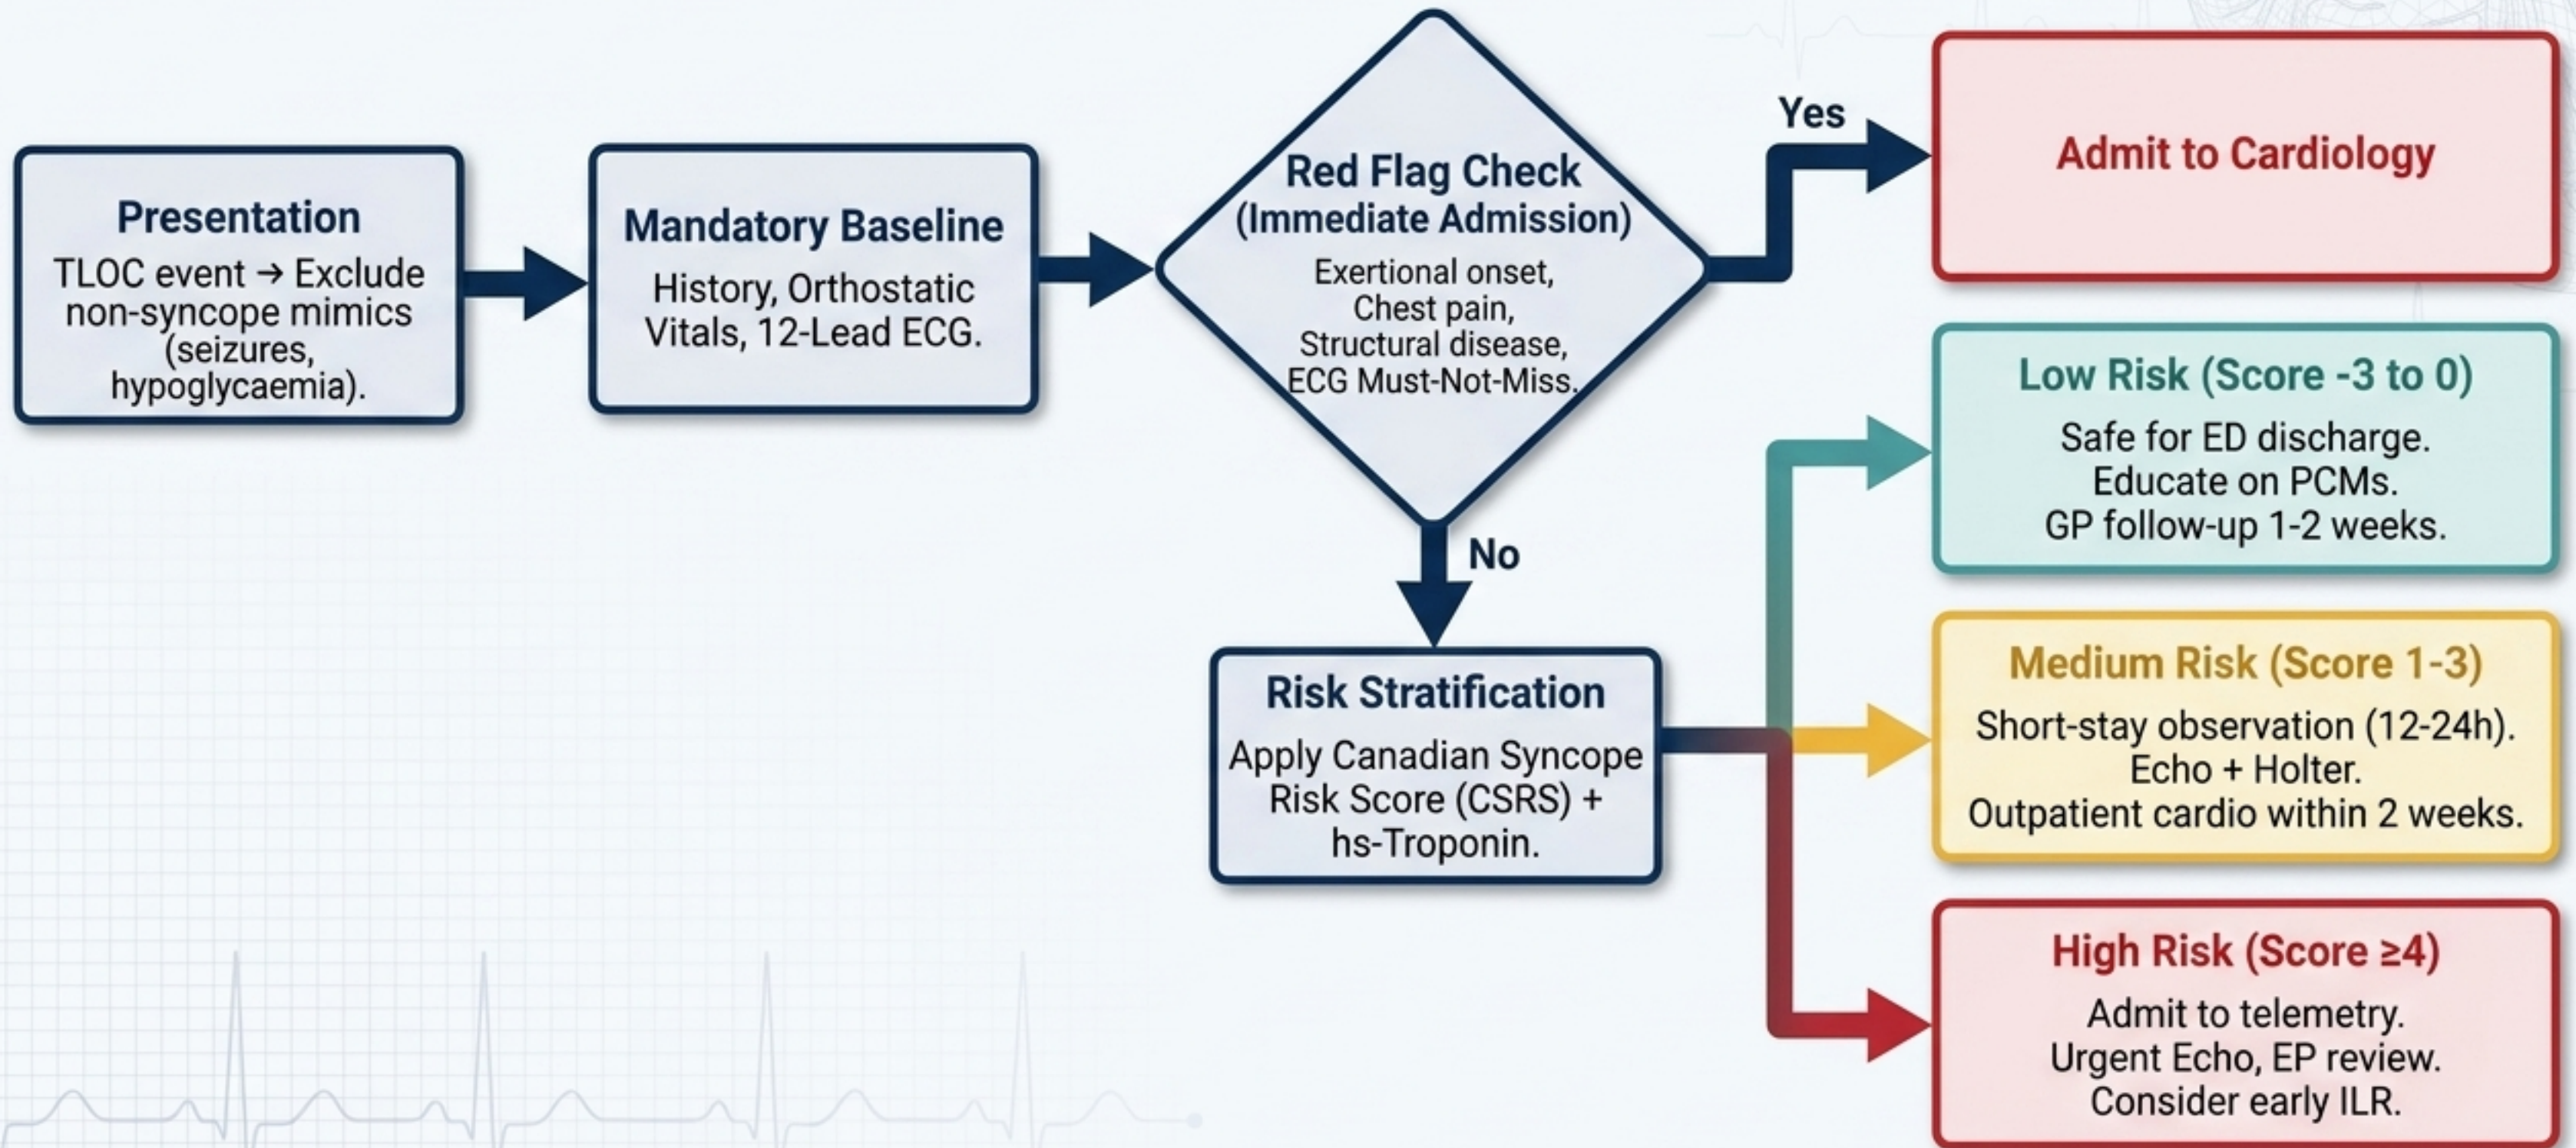 Presentation
TLOC event → Exclude
non-syncope mimics
(seizures,
hypoglycaemia).
Mandatory Baseline
History, Orthostatic
Vitals, 12-Lead ECG.
Red Flag Check
(Immediate Admission)
Exertional onset,
Chest pain,
Structural disease,
ECG Must-Not-Miss.
Yes
Admit to Cardiology
No
Risk Stratification
Apply Canadian Syncope
Risk Score (CSRS) +
hs-Troponin.
Low Risk (Score -3 to 0)
Safe for ED discharge.
Educate on PCMs.
GP follow-up 1-2 weeks.
Medium Risk (Score 1-3)
Short-stay observation (12-24h).
Echo + Holter.
Outpatient cardio within 2 weeks.
High Risk (Score ≥4)
Admit to telemetry.
Urgent Echo, EP review.
Consider early ILR.